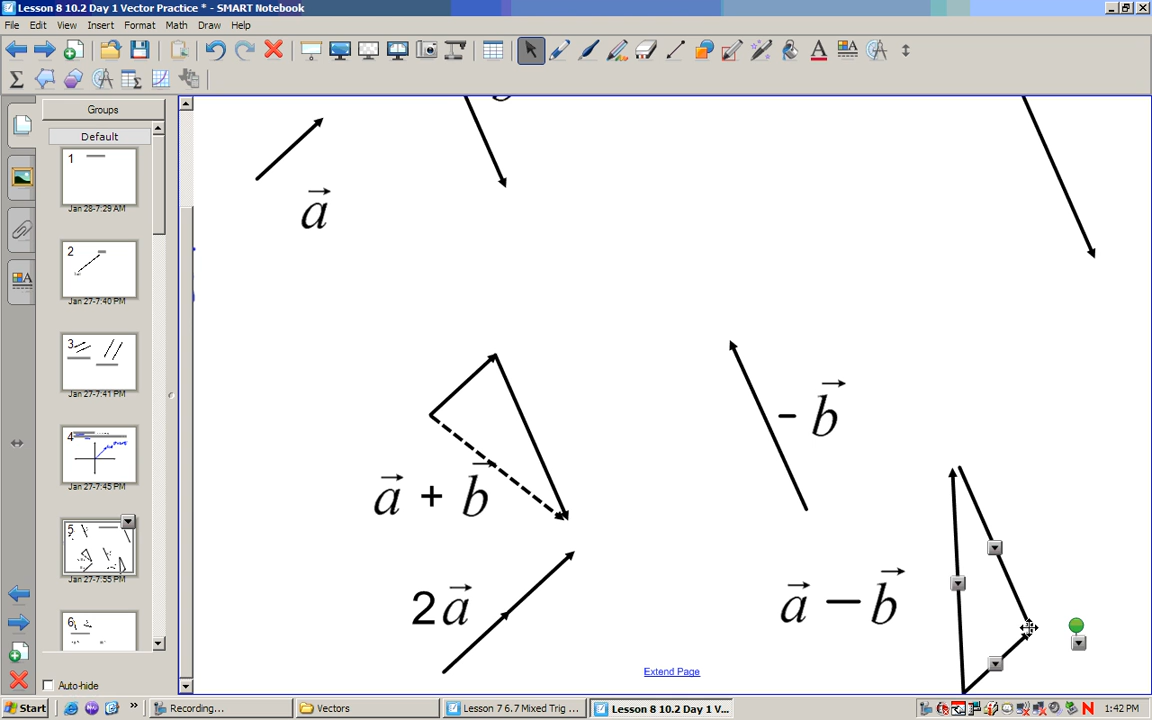 Lesson 8 10.2 Day 1 Vector Practice * - SMART Notebook
File Edit View Insert Format Math Draw Help
Groups
Default
1
Jan 28-7:29 AM
2
Jan 27-7:40 PM
3
Jan 27-7:41 PM
4
Jan 27-7:45 PM
5
Jan 27-7:55 PM
6
Auto-hide
a⃗
- b⃗
a⃗ + b⃗
2a⃗
a⃗ − b⃗
Extend Page
Start
Recording...
Vectors
Lesson 7 6.7 Mixed Trig ...
Lesson 8 10.2 Day 1 V...
1:42 PM